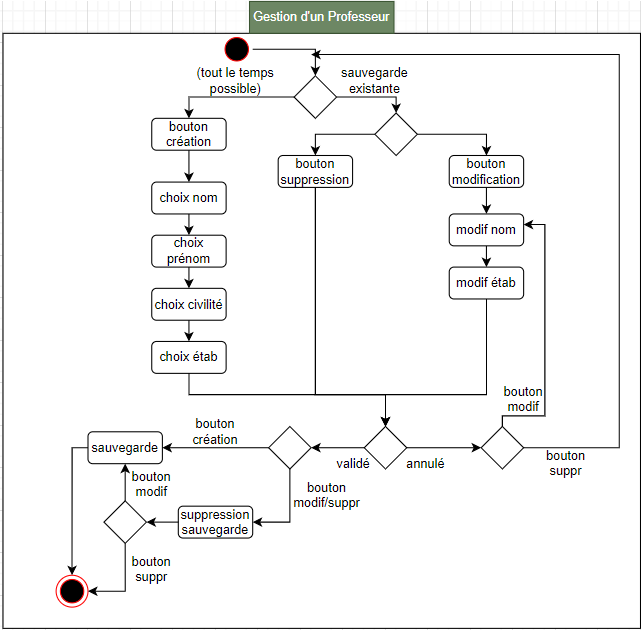 Gestion d'un Professeur
(tout le temps
possible)
sauvegarde
existante
bouton
création
bouton
suppression
bouton
modification
choix nom
modif nom
choix
prénom
modif étab
choix civilité
choix étab
bouton
modif
bouton
création
sauvegarde
validé
annulé
bouton
suppr
bouton
modif
bouton
modif/suppr
suppression
sauvegarde
bouton
suppr